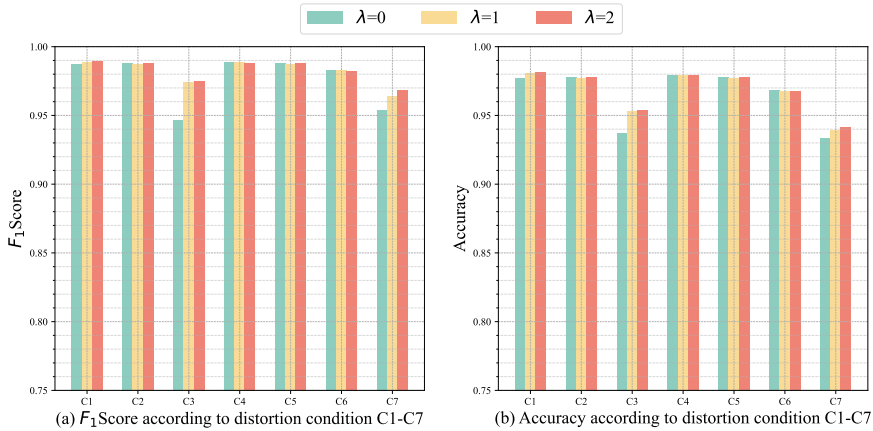 λ=0 λ=1 λ=2
1.00
0.95
0.90
0.85
0.80
0.75
F₁Score
C1 C2 C3 C4 C5 C6 C7
(a) F₁Score according to distortion condition C1-C7
1.00
0.95
0.90
0.85
0.80
0.75
Accuracy
C1 C2 C3 C4 C5 C6 C7
(b) Accuracy according to distortion condition C1-C7